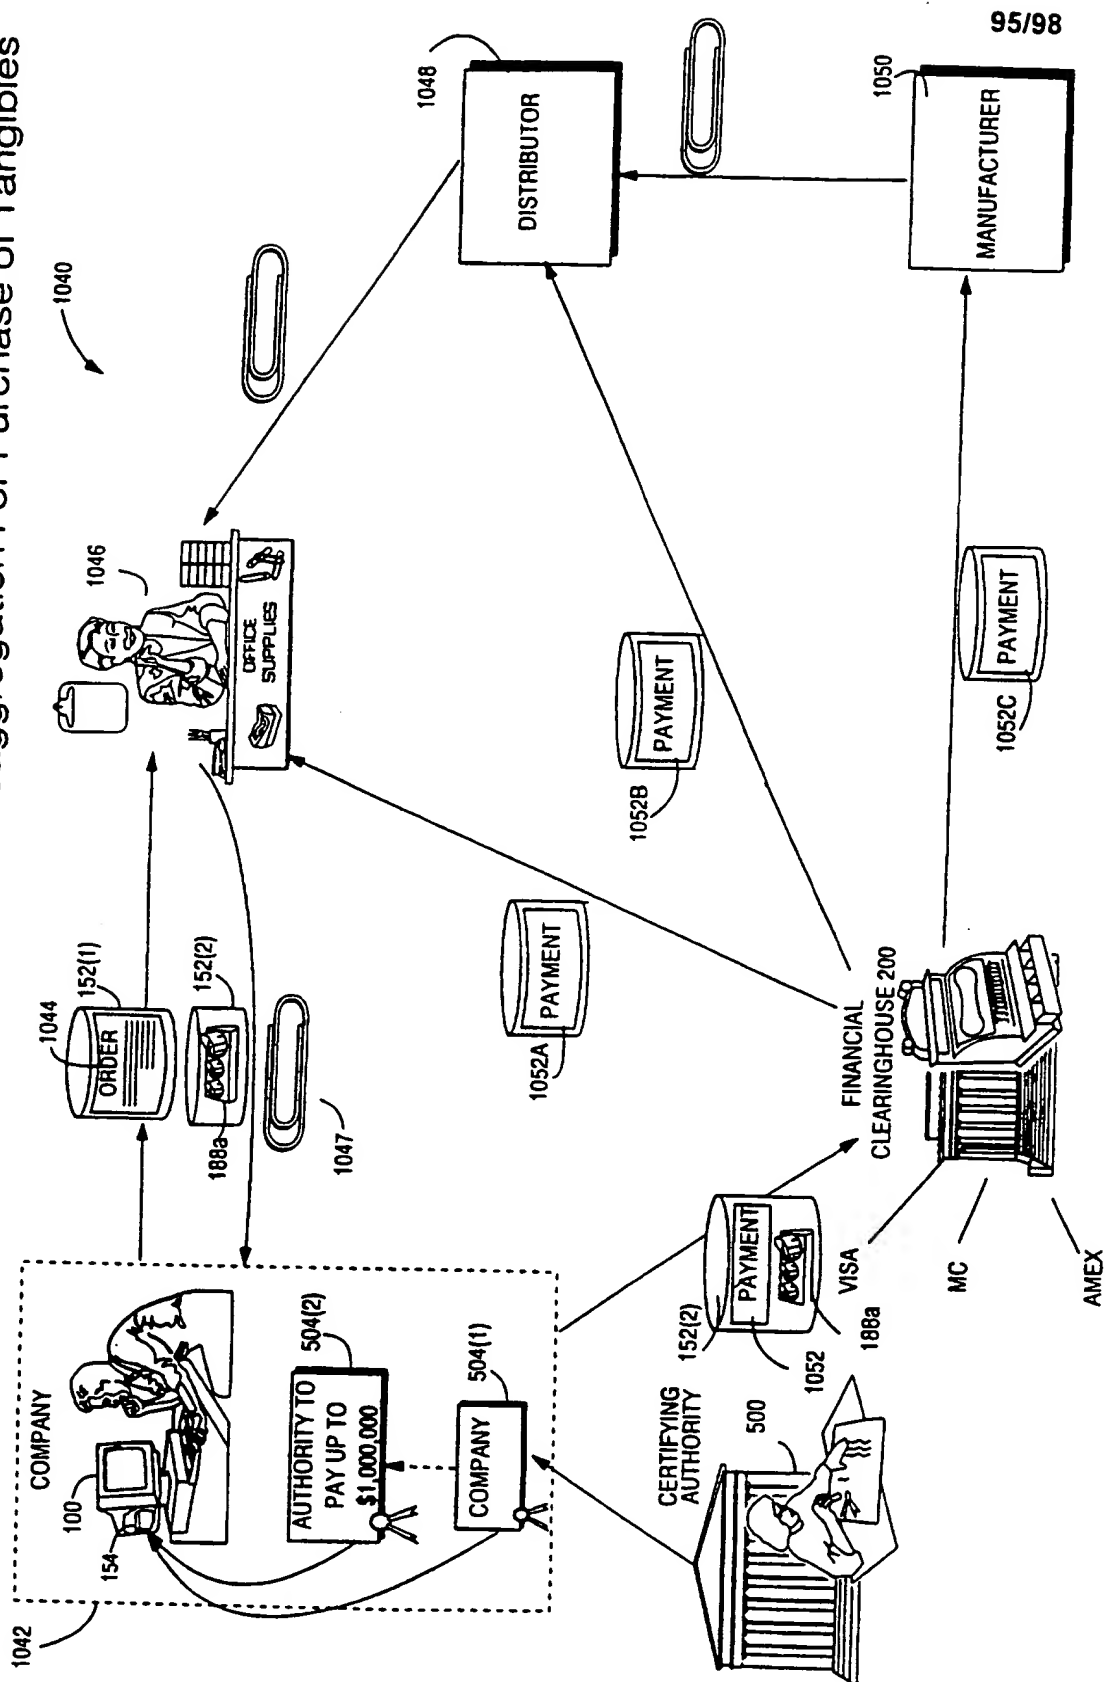 95/98
For Purchase of Tangibles
1040
1042
COMPANY
100
154
AUTHORITY TO
PAY UP TO
$1,000,000
504(2)
COMPANY
504(1)
CERTIFYING
AUTHORITY
500
1044
152(1)
ORDER
152(2)
188a
1047
1046
OFFICE
SUPPLIES
1048
DISTRIBUTOR
1050
MANUFACTURER
PAYMENT
1052A
PAYMENT
1052B
PAYMENT
1052C
FINANCIAL
CLEARINGHOUSE 200
152(2)
PAYMENT
1052
188a
VISA
MC
AMEX